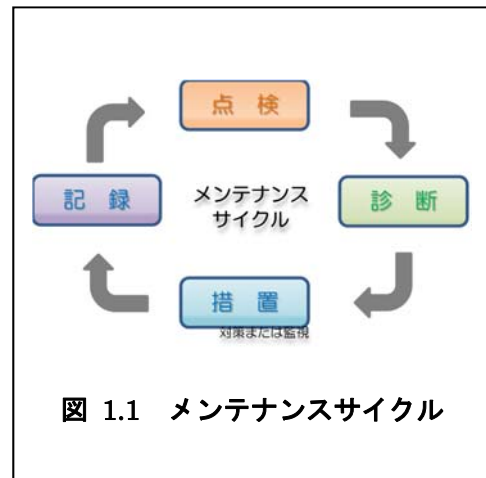 点 検
記 録
メンテナンス
サイクル
診 断
措 置
対策または監視
図 1.1 メンテナンスサイクル